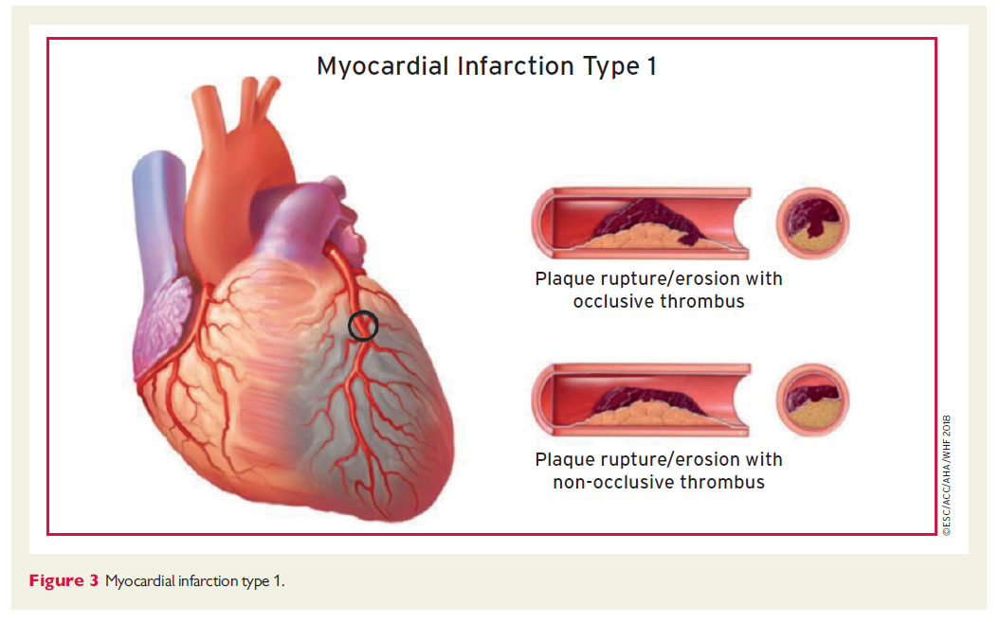 Myocardial Infarction Type 1
Plaque rupture/erosion with
occlusive thrombus
Plaque rupture/erosion with
non-occlusive thrombus
©ESC/ACC/AHA/WHF 2018
Figure 3 Myocardial infarction type 1.